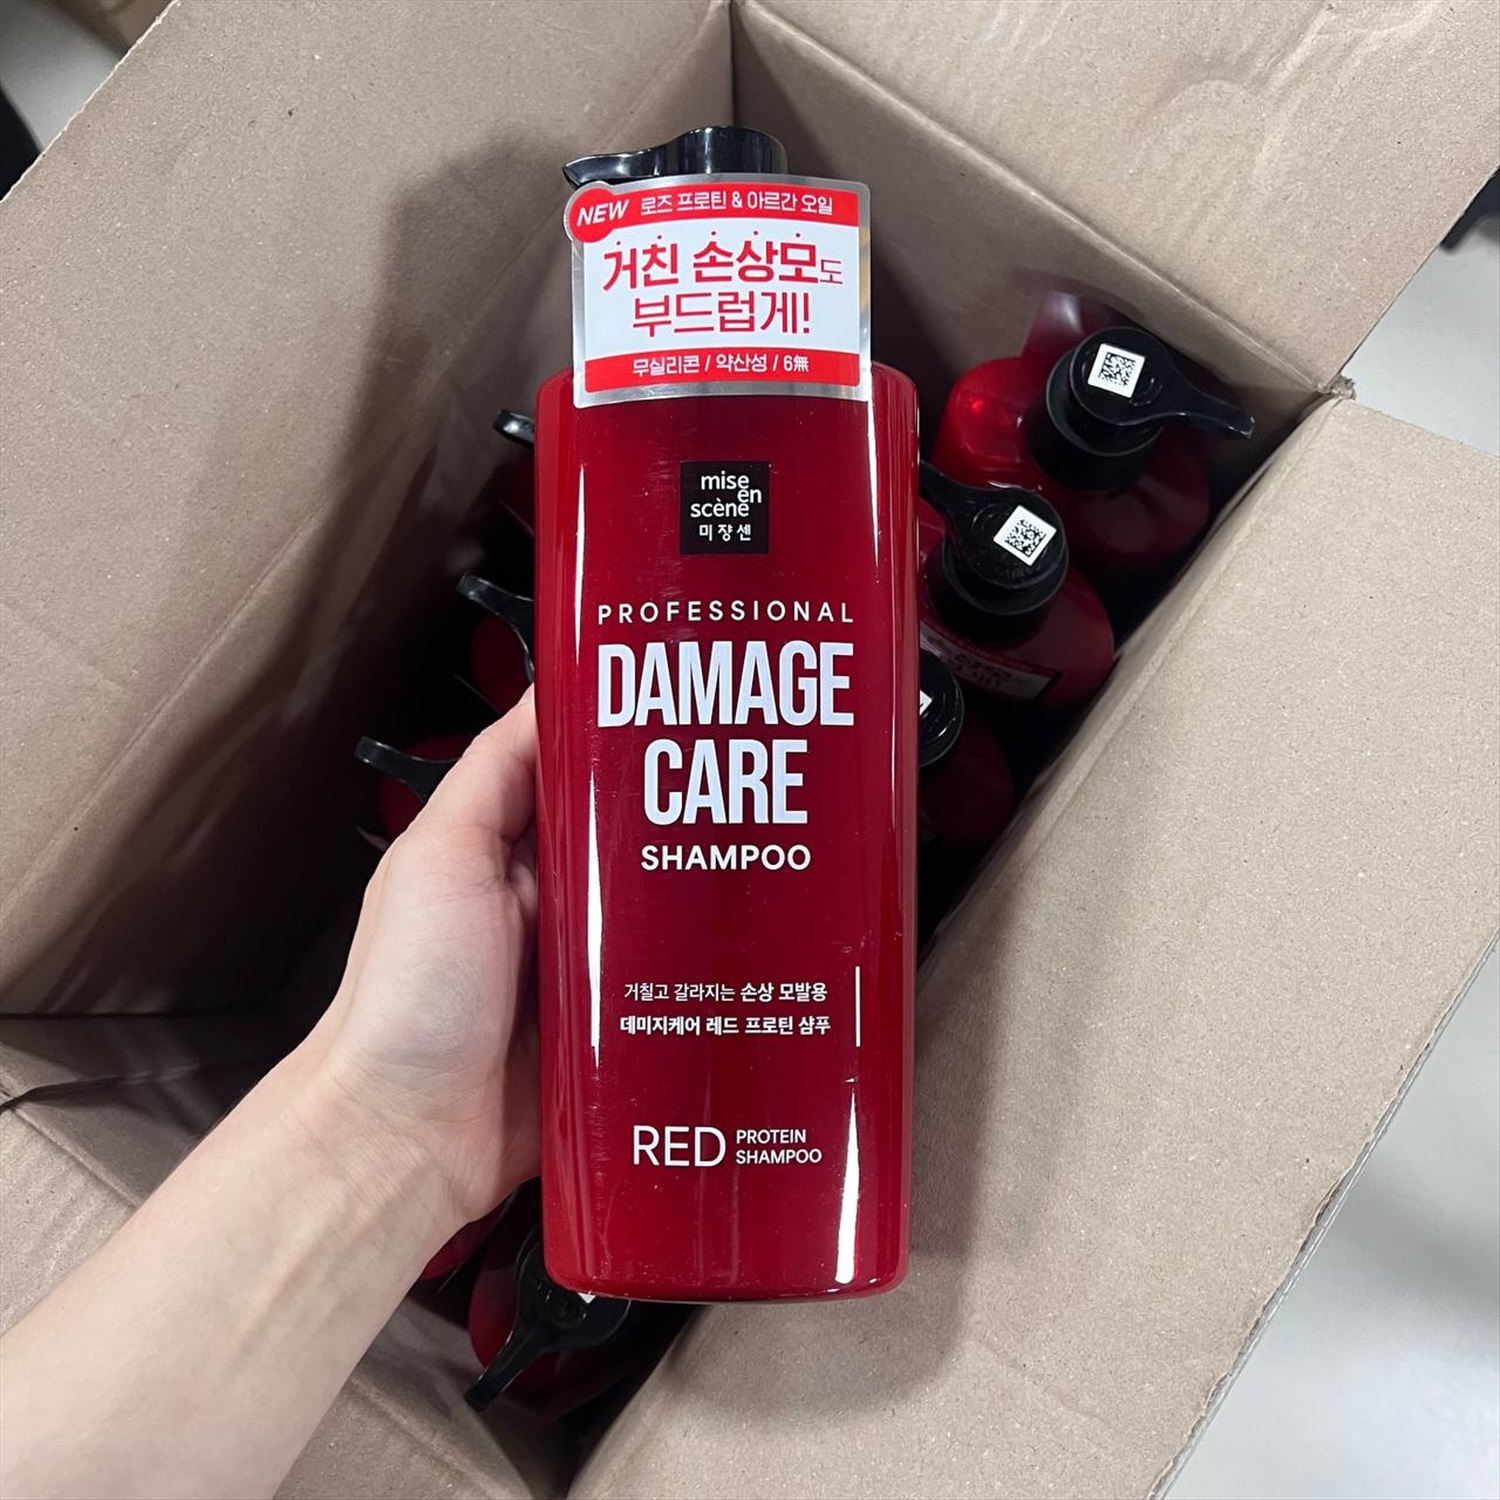 NEW 로즈 프로틴 & 아르간 오일
거친 손상모도
부드럽게!
무실리콘 / 약산성 / 6無
mise
en
scène
미쟝센
PROFESSIONAL
DAMAGE
CARE
SHAMPOO
거칠고 갈라지는 손상 모발용
데미지케어 레드 프로틴 샴푸
RED PROTEIN
SHAMPOO